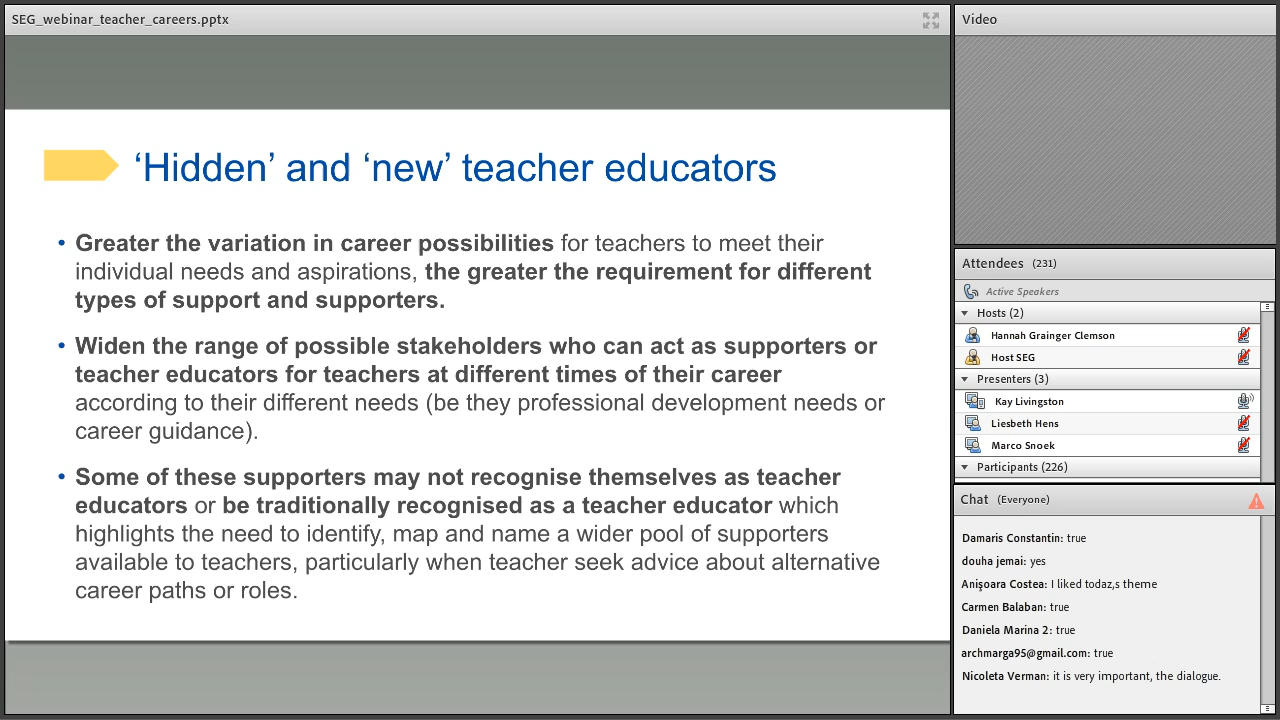 SEG_webinar_teacher_careers.pptx
‘Hidden’ and ‘new’ teacher educators
• Greater the variation in career possibilities for teachers to meet their
individual needs and aspirations, the greater the requirement for different
types of support and supporters.
• Widen the range of possible stakeholders who can act as supporters or
teacher educators for teachers at different times of their career
according to their different needs (be they professional development needs or
career guidance).
• Some of these supporters may not recognise themselves as teacher
educators or be traditionally recognised as a teacher educator which
highlights the need to identify, map and name a wider pool of supporters
available to teachers, particularly when teacher seek advice about alternative
career paths or roles.
Video
Attendees (231)
Active Speakers
Hosts (2)
Hannah Grainger Clemson
Host SEG
Presenters (3)
Kay Livingston
Liesbeth Hens
Marco Snoek
Participants (226)
Chat (Everyone)
Damaris Constantin: true
douha jemai: yes
Anișoara Costea: I liked todaz,s theme
Carmen Balaban: true
Daniela Marina 2: true
archmarga95@gmail.com: true
Nicoleta Verman: it is very important, the dialogue.